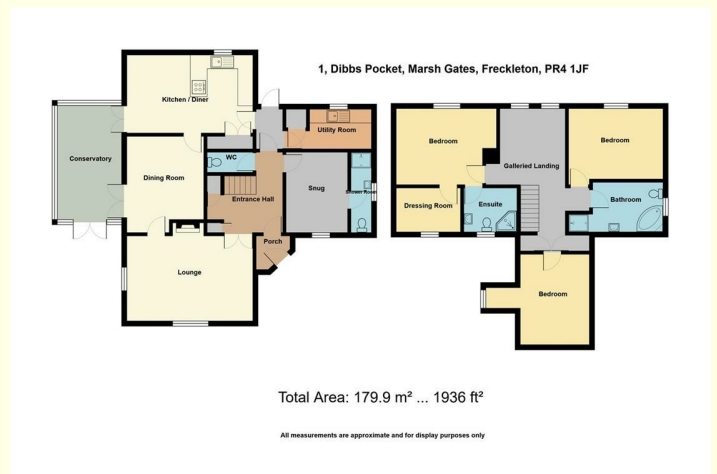 1, Dibbs Pocket, Marsh Gates, Freckleton, PR4 1JF
Kitchen / Diner
Utility Room
Conservatory
WC
Dining Room
Snug
Shower Room
Entrance Hall
Porch
Lounge
Bedroom
Galleried Landing
Bedroom
Dressing Room
Ensuite
Bathroom
Bedroom
Total Area: 179.9 m² ... 1936 ft²
All measurements are approximate and for display purposes only